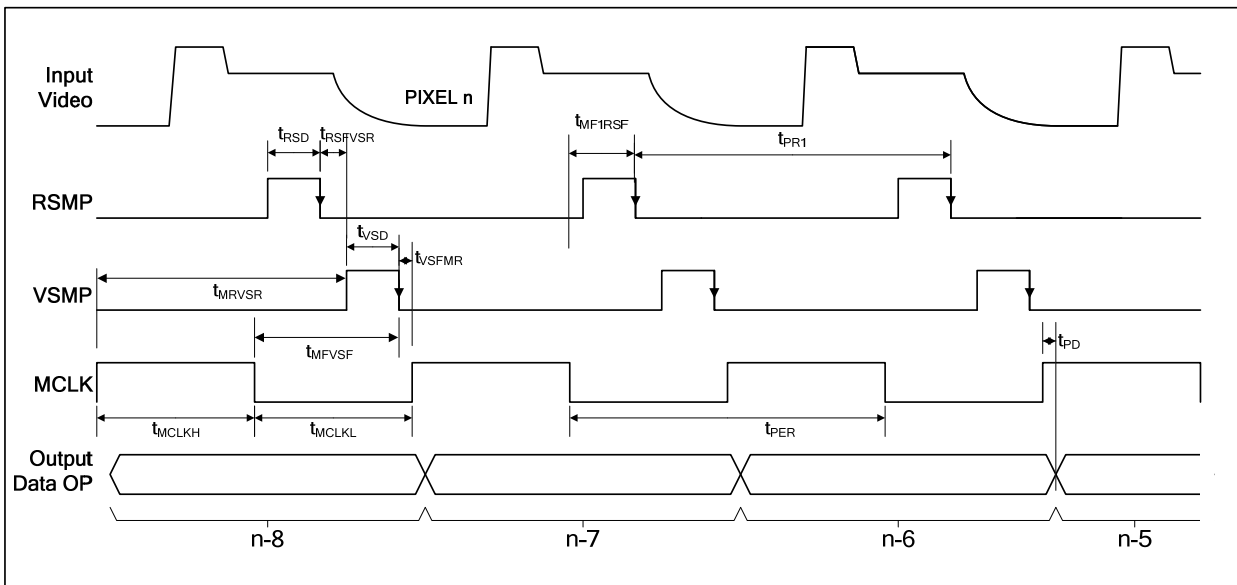 Input
Video
PIXEL n
tRSD
tRSFVSR
tMF1RSF
tPR1
RSMP
tVSD
tVSFMR
VSMP
tMRVSR
tMFVSF
tPD
MCLK
tMCLKH
tMCLKL
tPER
Output
Data OP
n-8
n-7
n-6
n-5